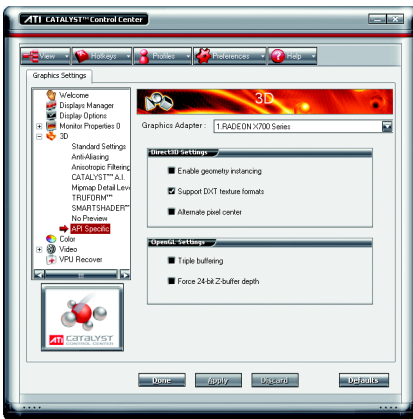 ATI CATALYST™ Control Center
View Hotkeys Profiles Preferences Help
Graphics Settings
Welcome
Displays Manager
Display Options
Monitor Properties 0
3D
Standard Settings
Anti-Aliasing
Anisotropic Filtering
CATALYST™ A.I.
Mipmap Detail Leve
TRUFORM™
SMARTSHADER™
No Preview
API Specific
Color
Video
VPU Recover
ATI CATALYST
CONTROL CENTER
3D
Graphics Adapter : 1.RADEON X700 Series
Direct3D Settings
Enable geometry instancing
Support DXT texture formats
Alternate pixel center
OpenGL Settings
Triple buffering
Force 24-bit Z-buffer depth
Done Apply Discard Defaults